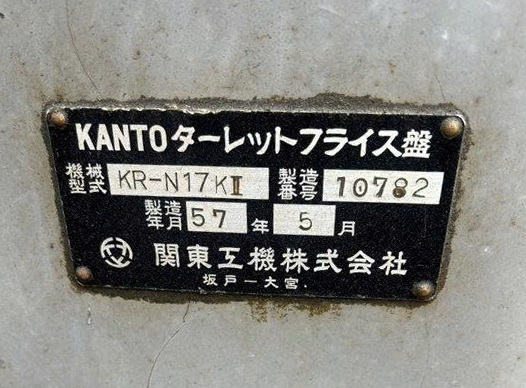 KANTOターレットフライス盤
機械型式 KR-N17KⅡ 製造番号 10782
製造年月 57 年 5 月
関東工機株式会社
坂戸一大宮.